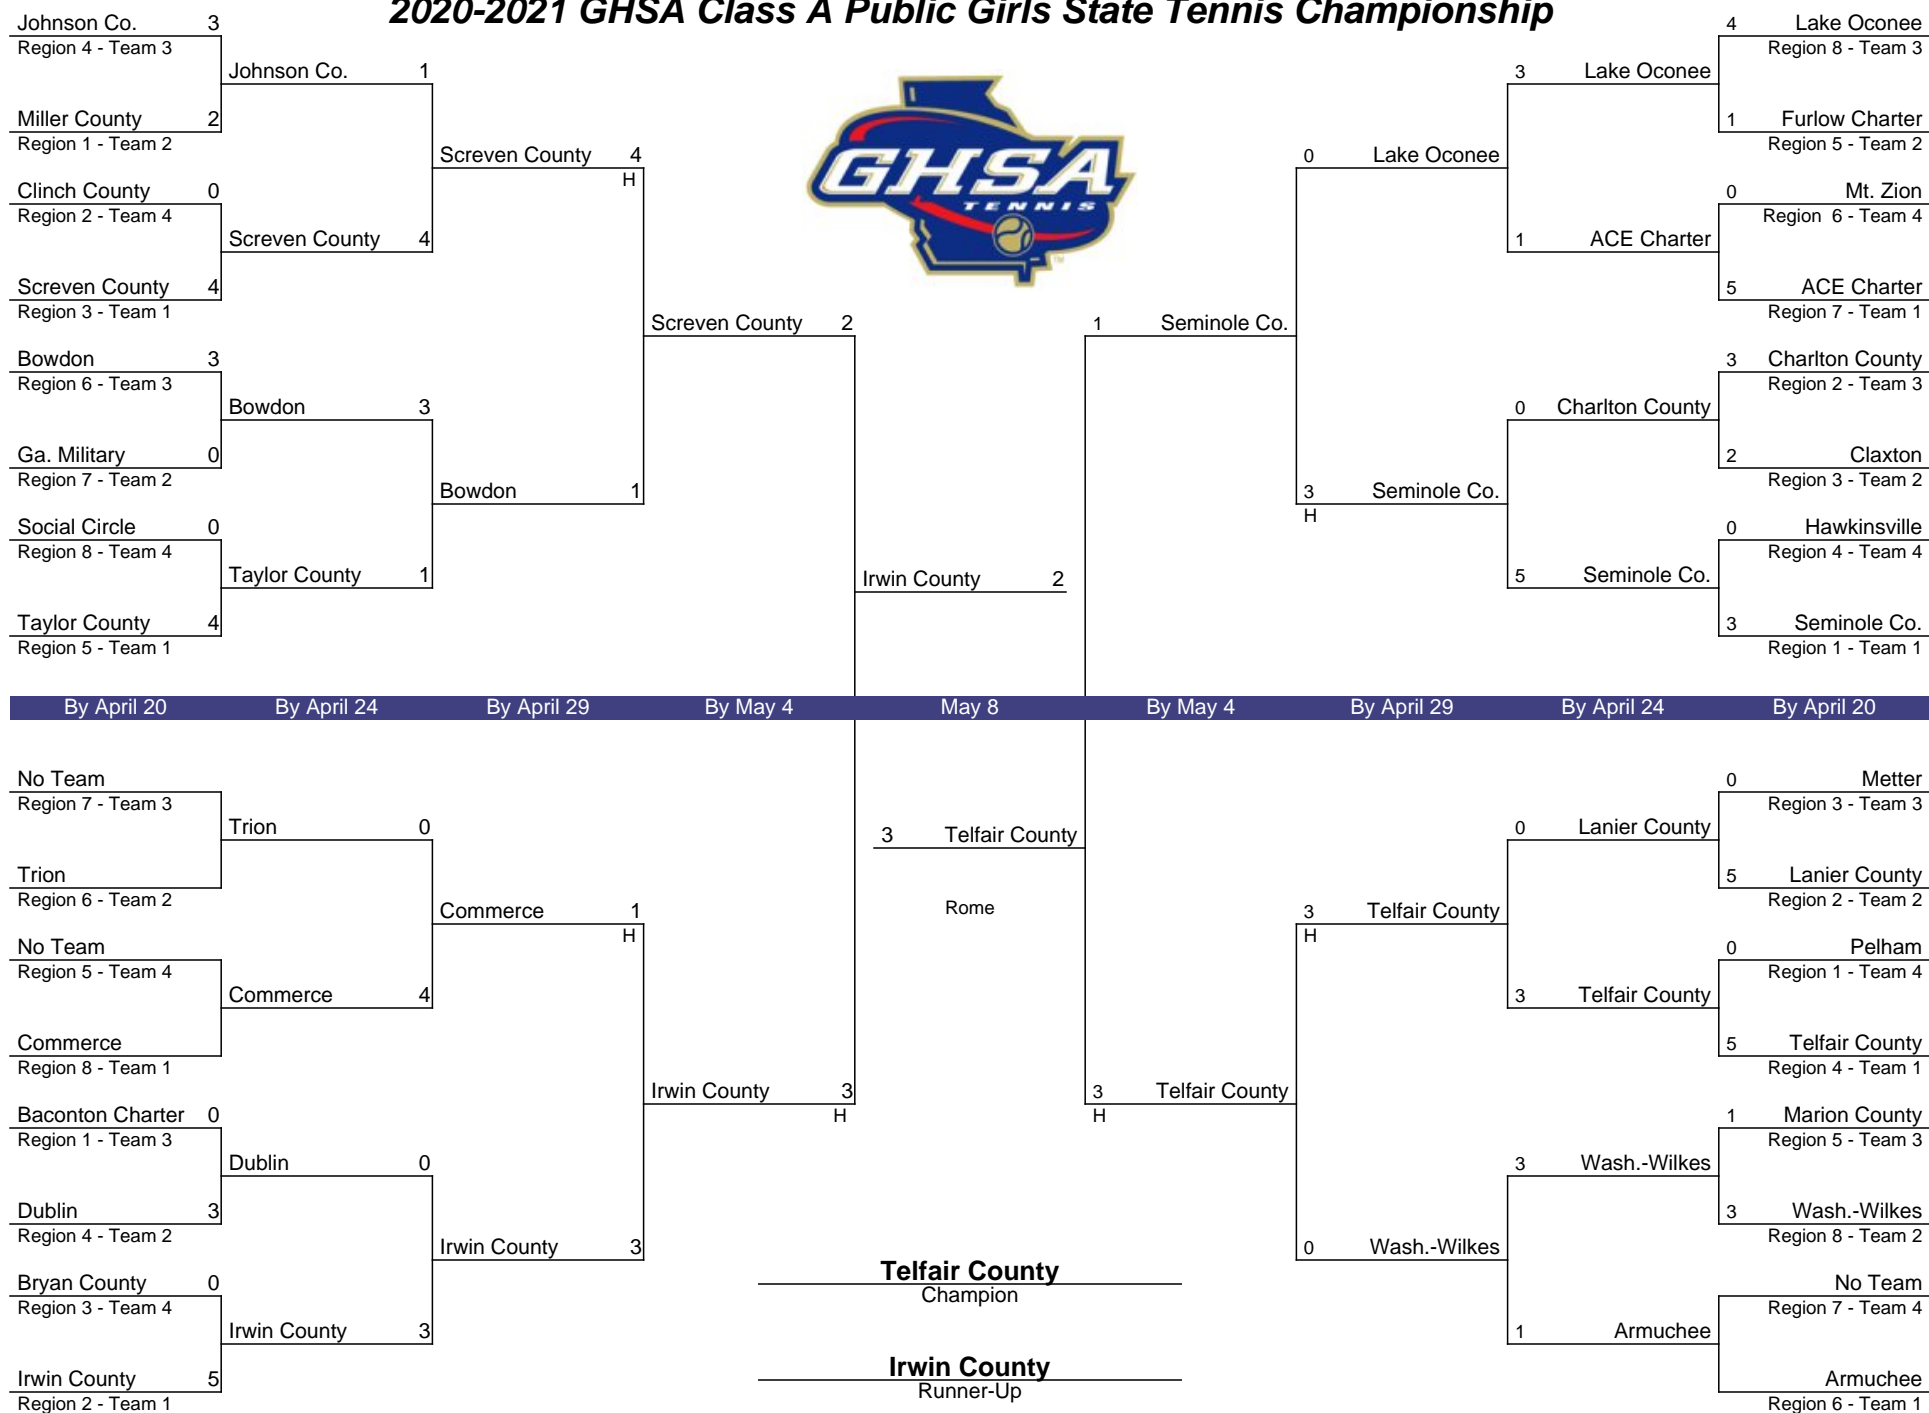 2020-2021 GHSA Class A Public Girls State Tennis Championship
Johnson Co. 3
Region 4 - Team 3
Miller County 2
Region 1 - Team 2
Clinch County 0
Region 2 - Team 4
Screven County 4
Region 3 - Team 1
Bowdon 3
Region 6 - Team 3
Ga. Military 0
Region 7 - Team 2
Social Circle 0
Region 8 - Team 4
Taylor County 4
Region 5 - Team 1
Johnson Co. 1
Screven County 4
Bowdon 3
Taylor County 1
Screven County 4
H
Bowdon 1
Screven County 2
GHSA
TENNIS
TM
Irwin County 2
1 Seminole Co.
0 Lake Oconee
3 Seminole Co.
H
3 Lake Oconee
1 ACE Charter
0 Charlton County
5 Seminole Co.
4 Lake Oconee
Region 8 - Team 3
1 Furlow Charter
Region 5 - Team 2
0 Mt. Zion
Region 6 - Team 4
5 ACE Charter
Region 7 - Team 1
3 Charlton County
Region 2 - Team 3
2 Claxton
Region 3 - Team 2
0 Hawkinsville
Region 4 - Team 4
3 Seminole Co.
Region 1 - Team 1
By April 20 By April 24 By April 29 By May 4 May 8 By May 4 By April 29 By April 24 By April 20
No Team
Region 7 - Team 3
Trion
Region 6 - Team 2
No Team
Region 5 - Team 4
Commerce
Region 8 - Team 1
Baconton Charter 0
Region 1 - Team 3
Dublin 3
Region 4 - Team 2
Bryan County 0
Region 3 - Team 4
Irwin County 5
Region 2 - Team 1
Trion 0
Commerce 4
Dublin 0
Irwin County 3
Commerce 1
H
Irwin County 3
Irwin County 3
H
3 Telfair County
Rome
3 Telfair County
H
3 Telfair County
H
0 Wash.-Wilkes
0 Lanier County
3 Telfair County
3 Wash.-Wilkes
1 Armuchee
0 Metter
Region 3 - Team 3
5 Lanier County
Region 2 - Team 2
0 Pelham
Region 1 - Team 4
5 Telfair County
Region 4 - Team 1
1 Marion County
Region 5 - Team 3
3 Wash.-Wilkes
Region 8 - Team 2
No Team
Region 7 - Team 4
Armuchee
Region 6 - Team 1
Telfair County
Champion
Irwin County
Runner-Up